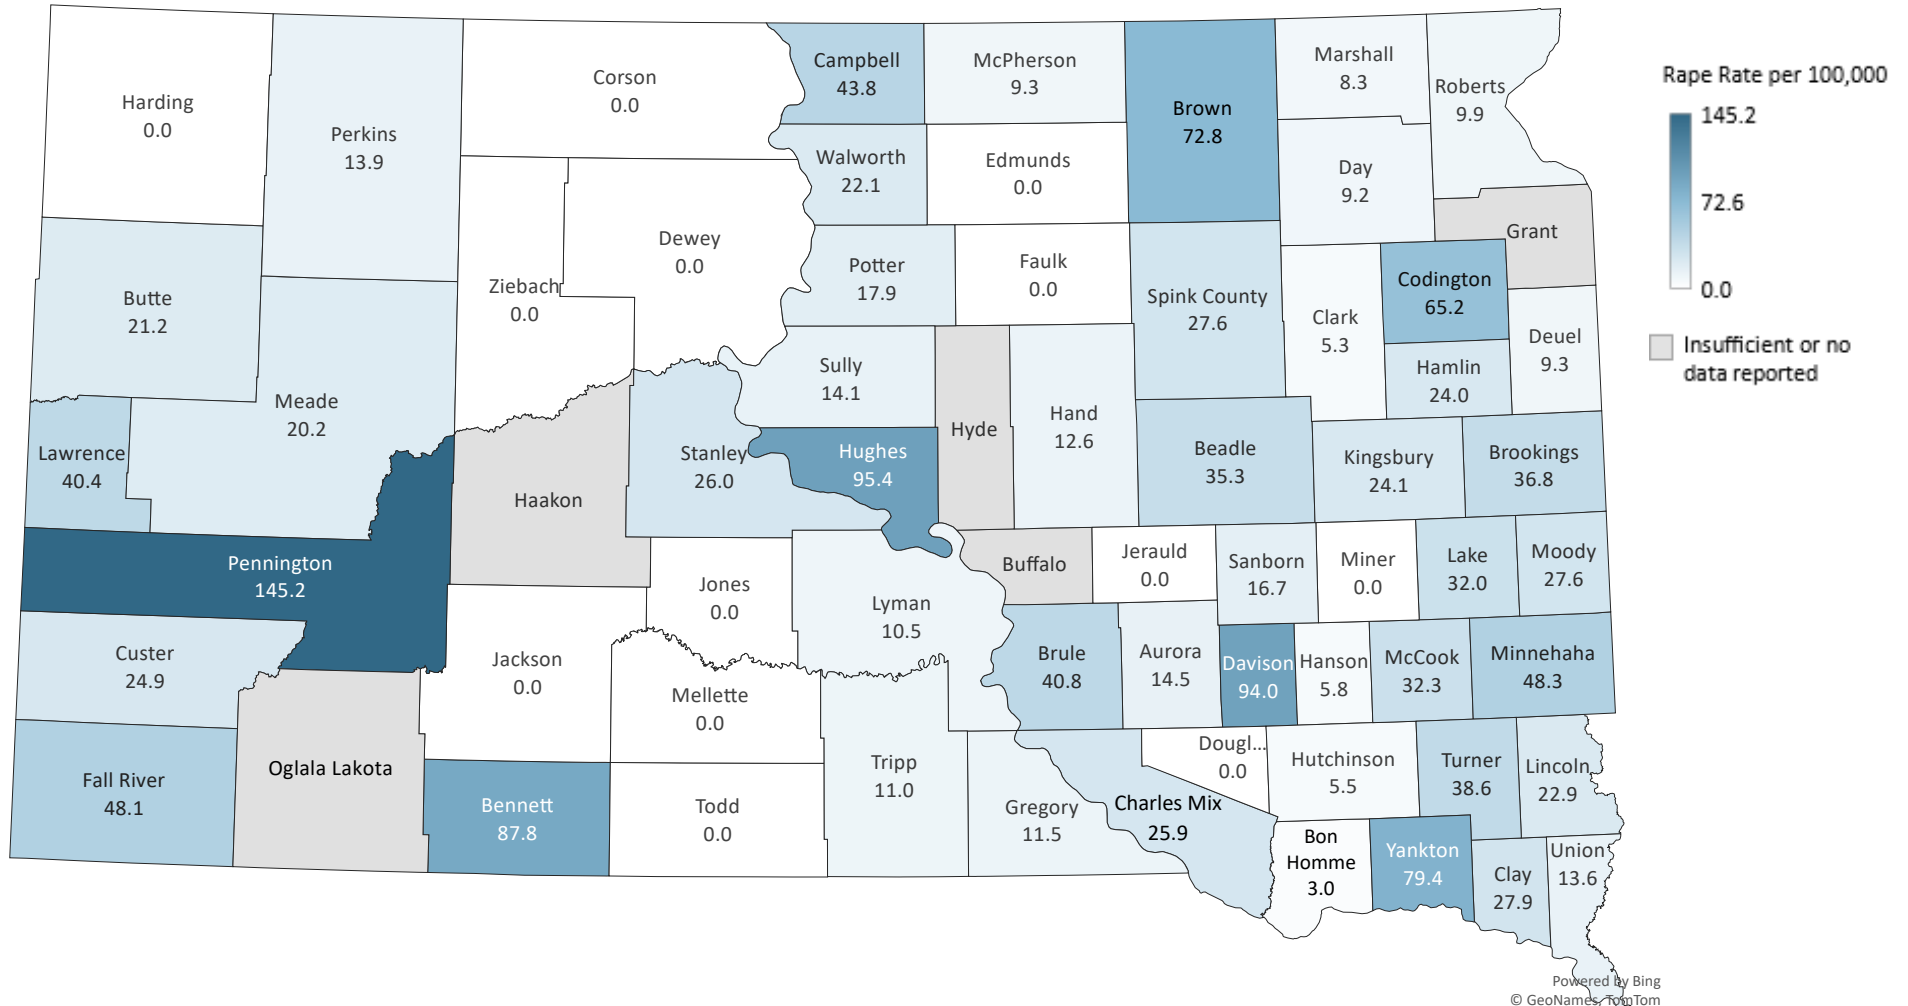 Harding
0.0
Perkins
13.9
Corson
0.0
Campbell
43.8
McPherson
9.3
Brown
72.8
Marshall
8.3
Roberts
9.9
Walworth
22.1
Edmunds
0.0
Day
9.2
Grant
Butte
21.2
Ziebach
0.0
Dewey
0.0
Potter
17.9
Faulk
0.0
Spink County
27.6
Clark
5.3
Codington
65.2
Deuel
9.3
Hamlin
24.0
Meade
20.2
Lawrence
40.4
Haakon
Stanley
26.0
Sully
14.1
Hughes
95.4
Hyde
Hand
12.6
Beadle
35.3
Kingsbury
24.1
Brookings
36.8
Pennington
145.2
Jones
0.0
Lyman
10.5
Buffalo
Jerauld
0.0
Sanborn
16.7
Miner
0.0
Lake
32.0
Moody
27.6
Custer
24.9
Jackson
0.0
Mellette
0.0
Brule
40.8
Aurora
14.5
Davison
94.0
Hanson
5.8
McCook
32.3
Minnehaha
48.3
Fall River
48.1
Oglala Lakota
Bennett
87.8
Todd
0.0
Tripp
11.0
Gregory
11.5
Charles Mix
25.9
Dougl...
0.0
Hutchinson
5.5
Turner
38.6
Lincoln
22.9
Bon
Homme
3.0
Yankton
79.4
Clay
27.9
Union
13.6
Rape Rate per 100,000
145.2
72.6
0.0
Insufficient or no
data reported
Powered by Bing
© GeoNames, TomTom